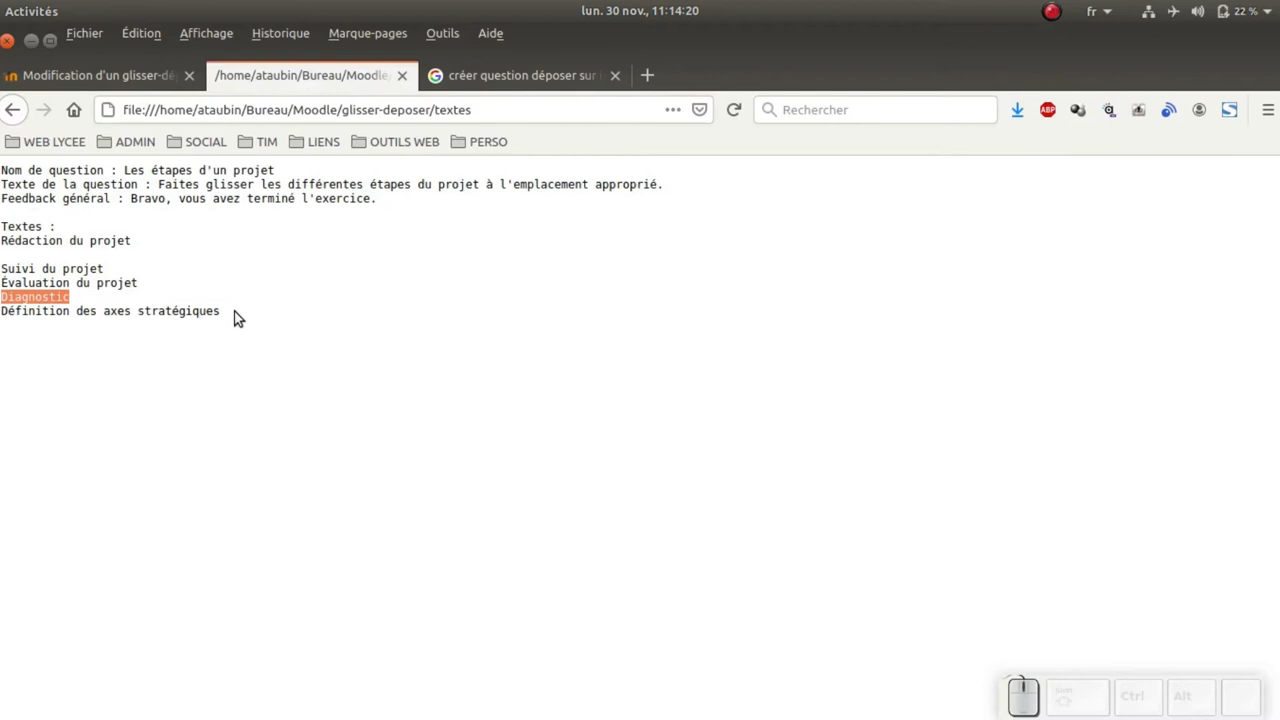 Activités
lun. 30 nov., 11:14:20
fr
22 %
Fichier Édition Affichage Historique Marque-pages Outils Aide
Modification d'un glisser-dé
/home/ataubin/Bureau/Moodle
créer question déposer sur
file:///home/ataubin/Bureau/Moodle/glisser-deposer/textes
Rechercher
ABP
S
WEB LYCEE ADMIN SOCIAL TIM LIENS OUTILS WEB PERSO
Nom de question : Les étapes d'un projet
Texte de la question : Faites glisser les différentes étapes du projet à l'emplacement approprié.
Feedback général : Bravo, vous avez terminé l'exercice.
Textes :
Rédaction du projet
Suivi du projet
Évaluation du projet
Diagnostic
Définition des axes stratégiques
Ctrl Alt